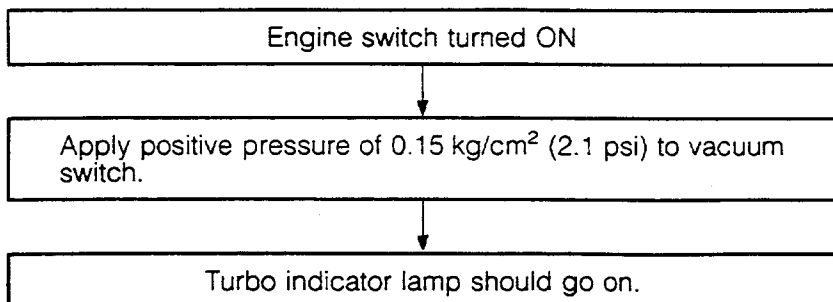 Engine switch turned ON
Apply positive pressure of 0.15 kg/cm² (2.1 psi) to vacuum
switch.
Turbo indicator lamp should go on.